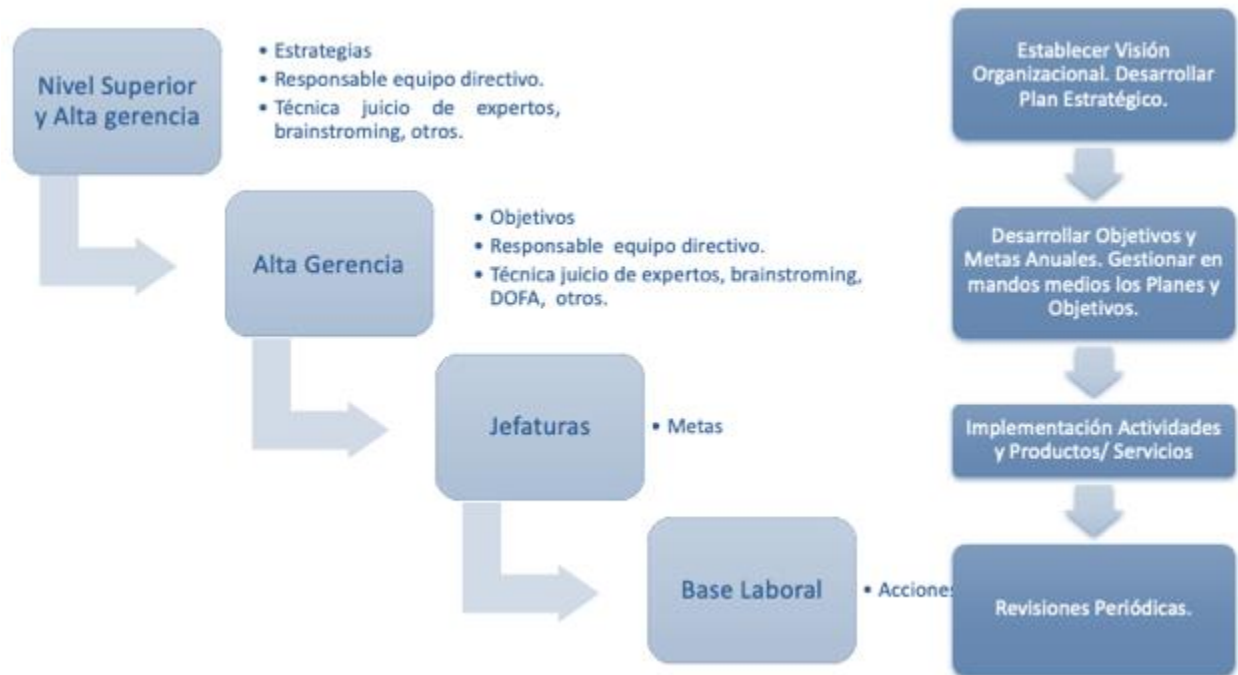 Nivel Superior
y Alta gerencia
• Estrategias
• Responsable equipo directivo.
• Técnica juicio de expertos,
brainstroming, otros.
Alta Gerencia
• Objetivos
• Responsable equipo directivo.
• Técnica juicio de expertos, brainstroming,
DOFA, otros.
Jefaturas
• Metas
Base Laboral
• Acciones
Establecer Visión
Organizacional. Desarrollar
Plan Estratégico.
Desarrollar Objetivos y
Metas Anuales. Gestionar en
mandos medios los Planes y
Objetivos.
Implementación Actividades
y Productos/ Servicios
Revisiones Periódicas.